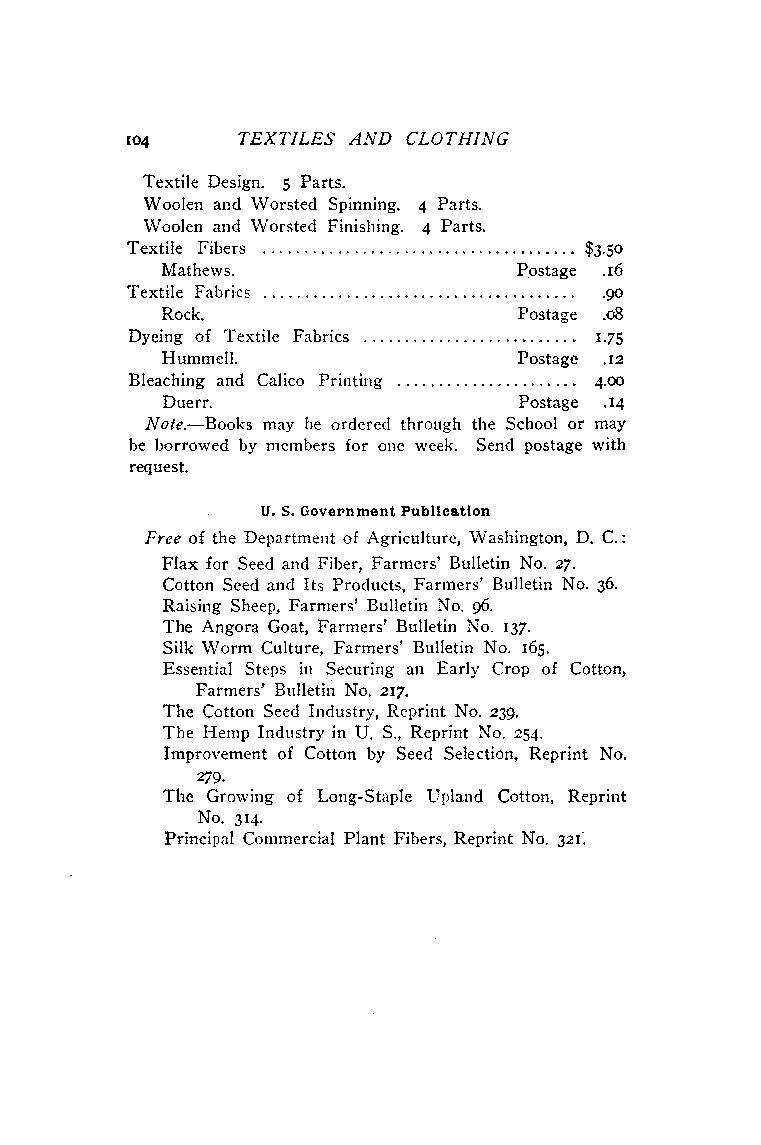 104 TEXTILES AND CLOTHING
Textile Design. 5 Parts.
Woolen and Worsted Spinning. 4 Parts.
Woolen and Worsted Finishing. 4 Parts.
Textile Fibers ...................................... $3.50
Mathews. Postage .16
Textile Fabrics ...................................... .90
Rock. Postage .08
Dyeing of Textile Fabrics .......................... 1.75
Hummell. Postage .12
Bleaching and Calico Printing ...................... 4.00
Duerr. Postage .14
Note.—Books may be ordered through the School or may
be borrowed by members for one week. Send postage with
request.
U. S. Government Publication
Free of the Department of Agriculture, Washington, D. C.:
Flax for Seed and Fiber, Farmers' Bulletin No. 27.
Cotton Seed and Its Products, Farmers' Bulletin No. 36.
Raising Sheep, Farmers' Bulletin No. 96.
The Angora Goat, Farmers' Bulletin No. 137.
Silk Worm Culture, Farmers' Bulletin No. 165.
Essential Steps in Securing an Early Crop of Cotton,
Farmers' Bulletin No. 217.
The Cotton Seed Industry, Reprint No. 239.
The Hemp Industry in U. S., Reprint No. 254.
Improvement of Cotton by Seed Selection, Reprint No.
279.
The Growing of Long-Staple Upland Cotton, Reprint
No. 314.
Principal Commercial Plant Fibers, Reprint No. 321.